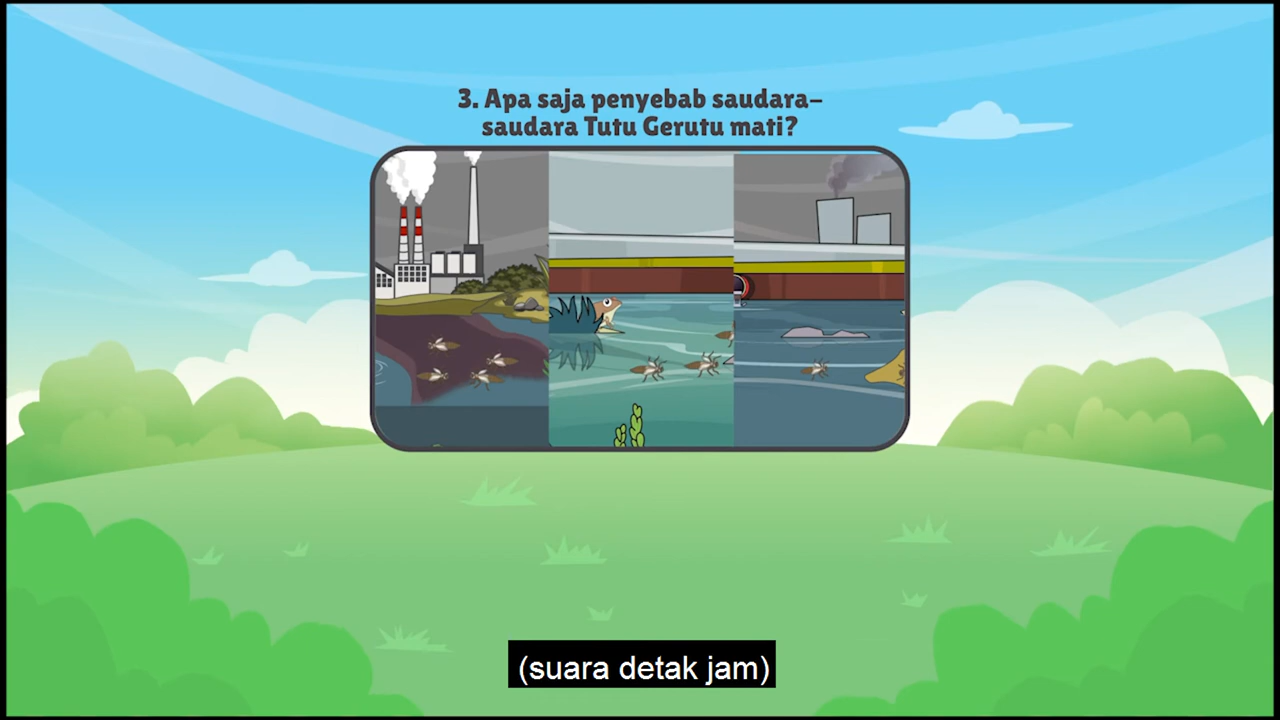 3. Apa saja penyebab saudara-
saudara Tutu Gerutu mati?
(suara detak jam)